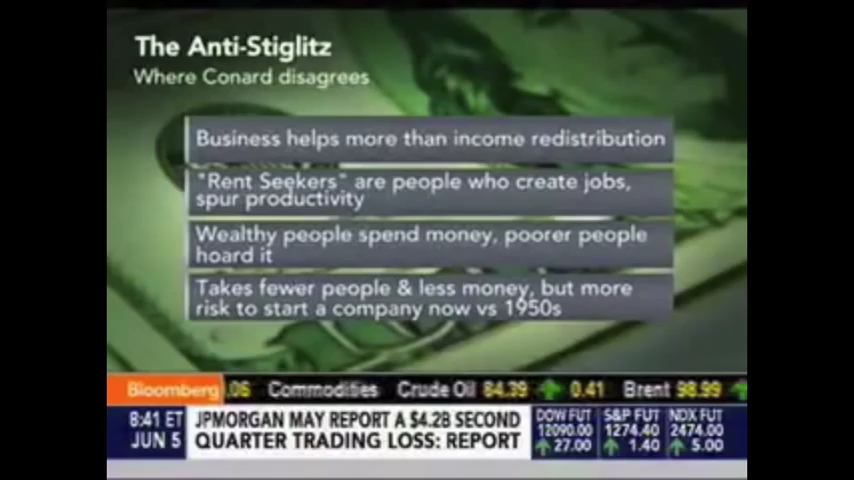 The Anti-Stiglitz
Where Conard disagrees
Business helps more than income redistribution
"Rent Seekers" are people who create jobs,
spur productivity
Wealthy people spend money, poorer people
hoard it
Takes fewer people & less money, but more
risk to start a company now vs 1950s
Bloomberg .06 Commodities Crude Oil 84.39 0.41 Brent 98.99
8:41 ET
JUN 5
JPMORGAN MAY REPORT A $4.2B SECOND
QUARTER TRADING LOSS: REPORT
DOW FUT
12090.00
27.00
S&P FUT
1274.40
1.40
NDX FUT
2474.00
5.00